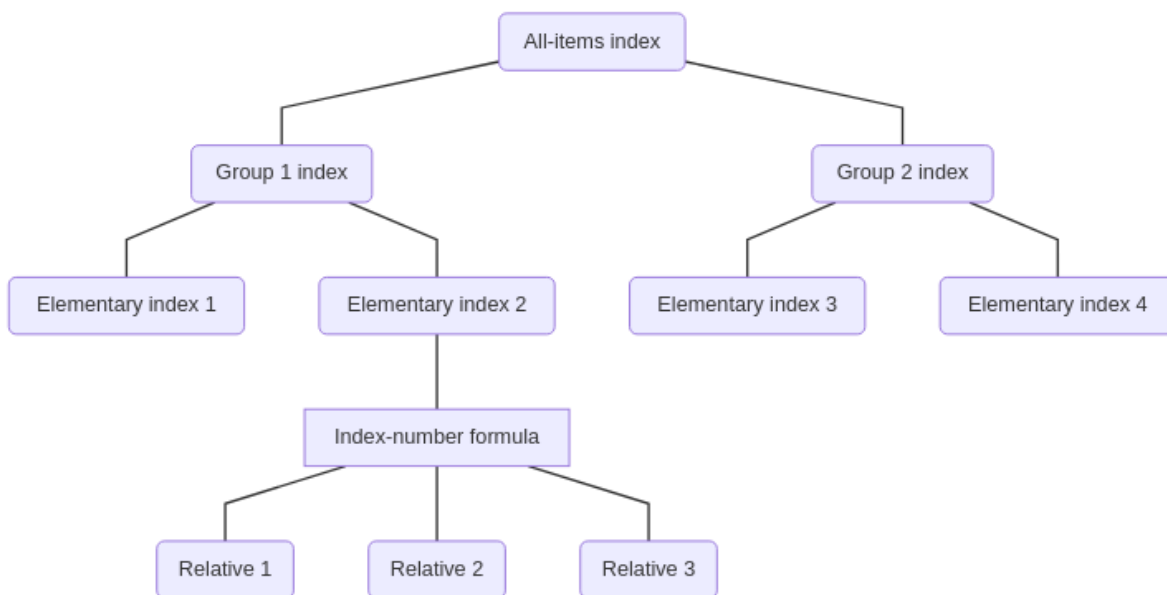 All-items index
Group 1 index
Group 2 index
Elementary index 1
Elementary index 2
Elementary index 3
Elementary index 4
Index-number formula
Relative 1
Relative 2
Relative 3